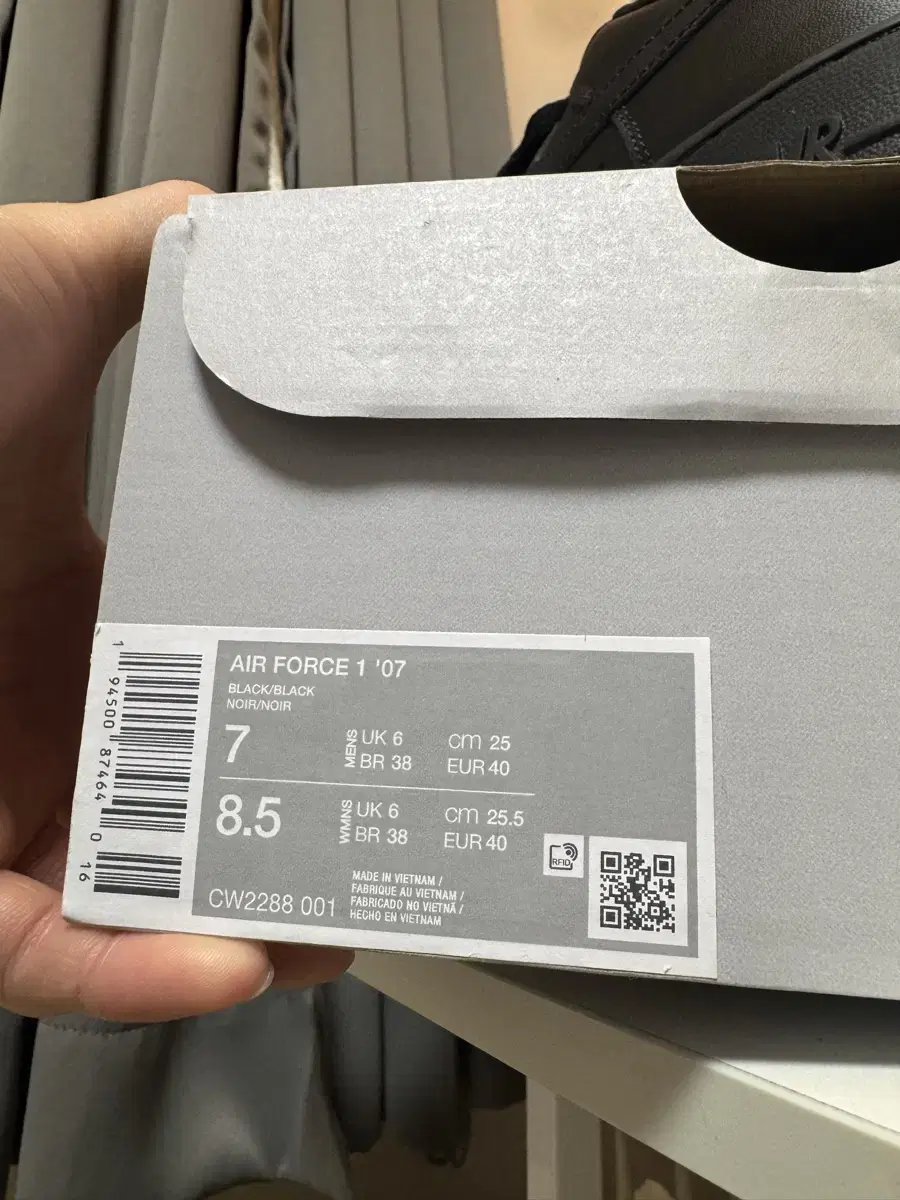 AIR
AIR FORCE 1 '07
BLACK/BLACK
NOIR/NOIR
7
MENS
UK 6
cm 25
BR 38
EUR 40
8.5
WMNS
UK 6
cm 25.5
BR 38
EUR 40
RFID
CW2288 001
MADE IN VIETNAM /
FABRIQUE AU VIETNAM /
FABRICADO NO VIETNÃ /
HECHO EN VIETNAM
1 94500 87464 0 16